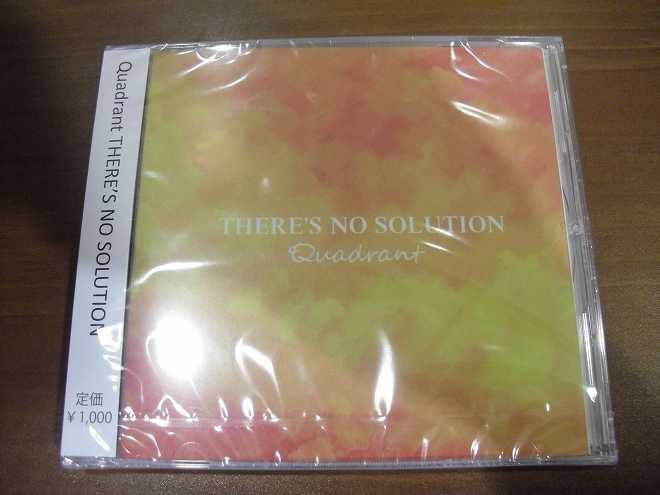 Quadrant THERE'S NO SOLUTION
定価
￥1,000
THERE'S NO SOLUTION
Quadrant